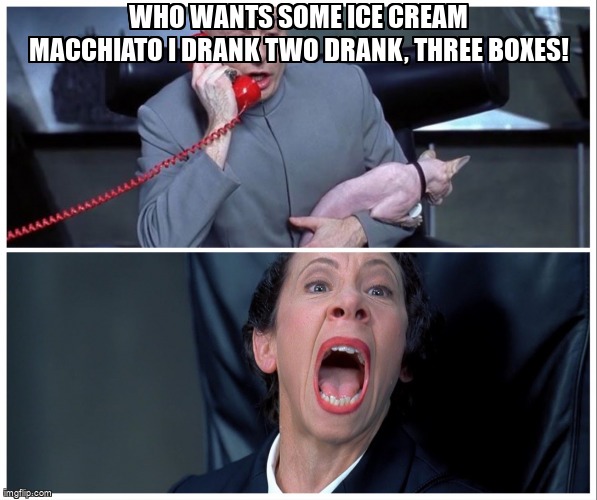 WHO WANTS SOME ICE CREAM
MACCHIATO I DRANK TWO DRANK, THREE BOXES!
imgflip.com